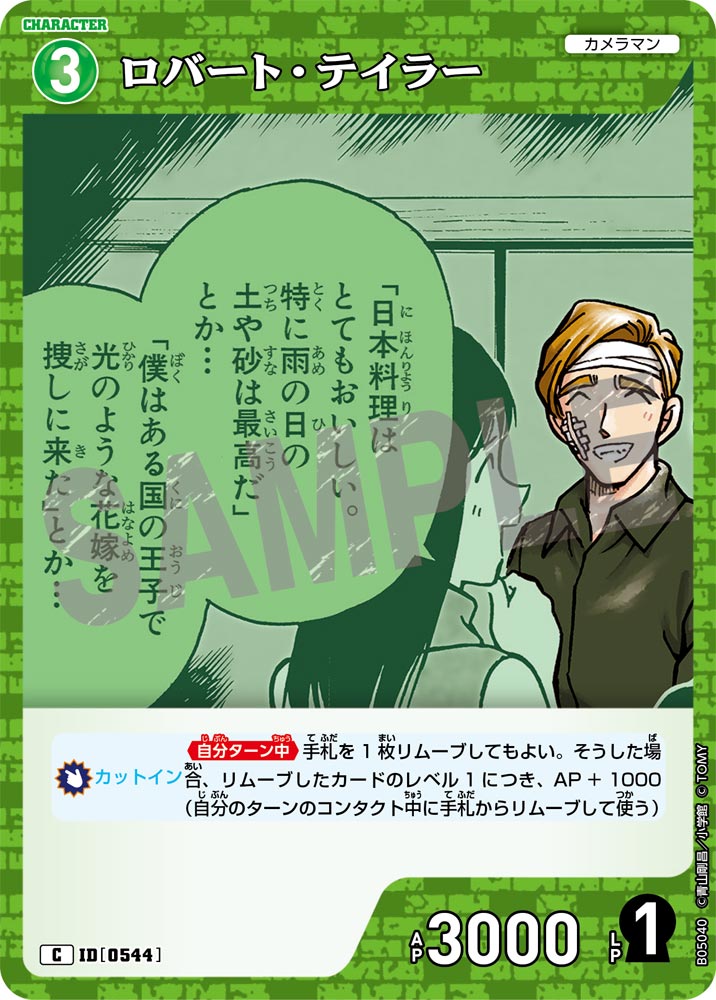 CHARACTER
3
ロバート・テイラー
カメラマン
「日本料理は
とてもおいしい。
特に雨の日の
土や砂は最高だ」
とか…
「僕はある国の王子で
光のような花嫁を
捜しに来た」とか…
SAMPLE
自分ターン中 手札を1枚リムーブしてもよい。そうした場
カットイン 合、リムーブしたカードのレベル1につき、AP+1000
(自分のターンのコンタクト中に手札からリムーブして使う)
C ID[0544]
AP 3000
LP 1
B05040 ©青山剛昌/小学館 ©TOMY